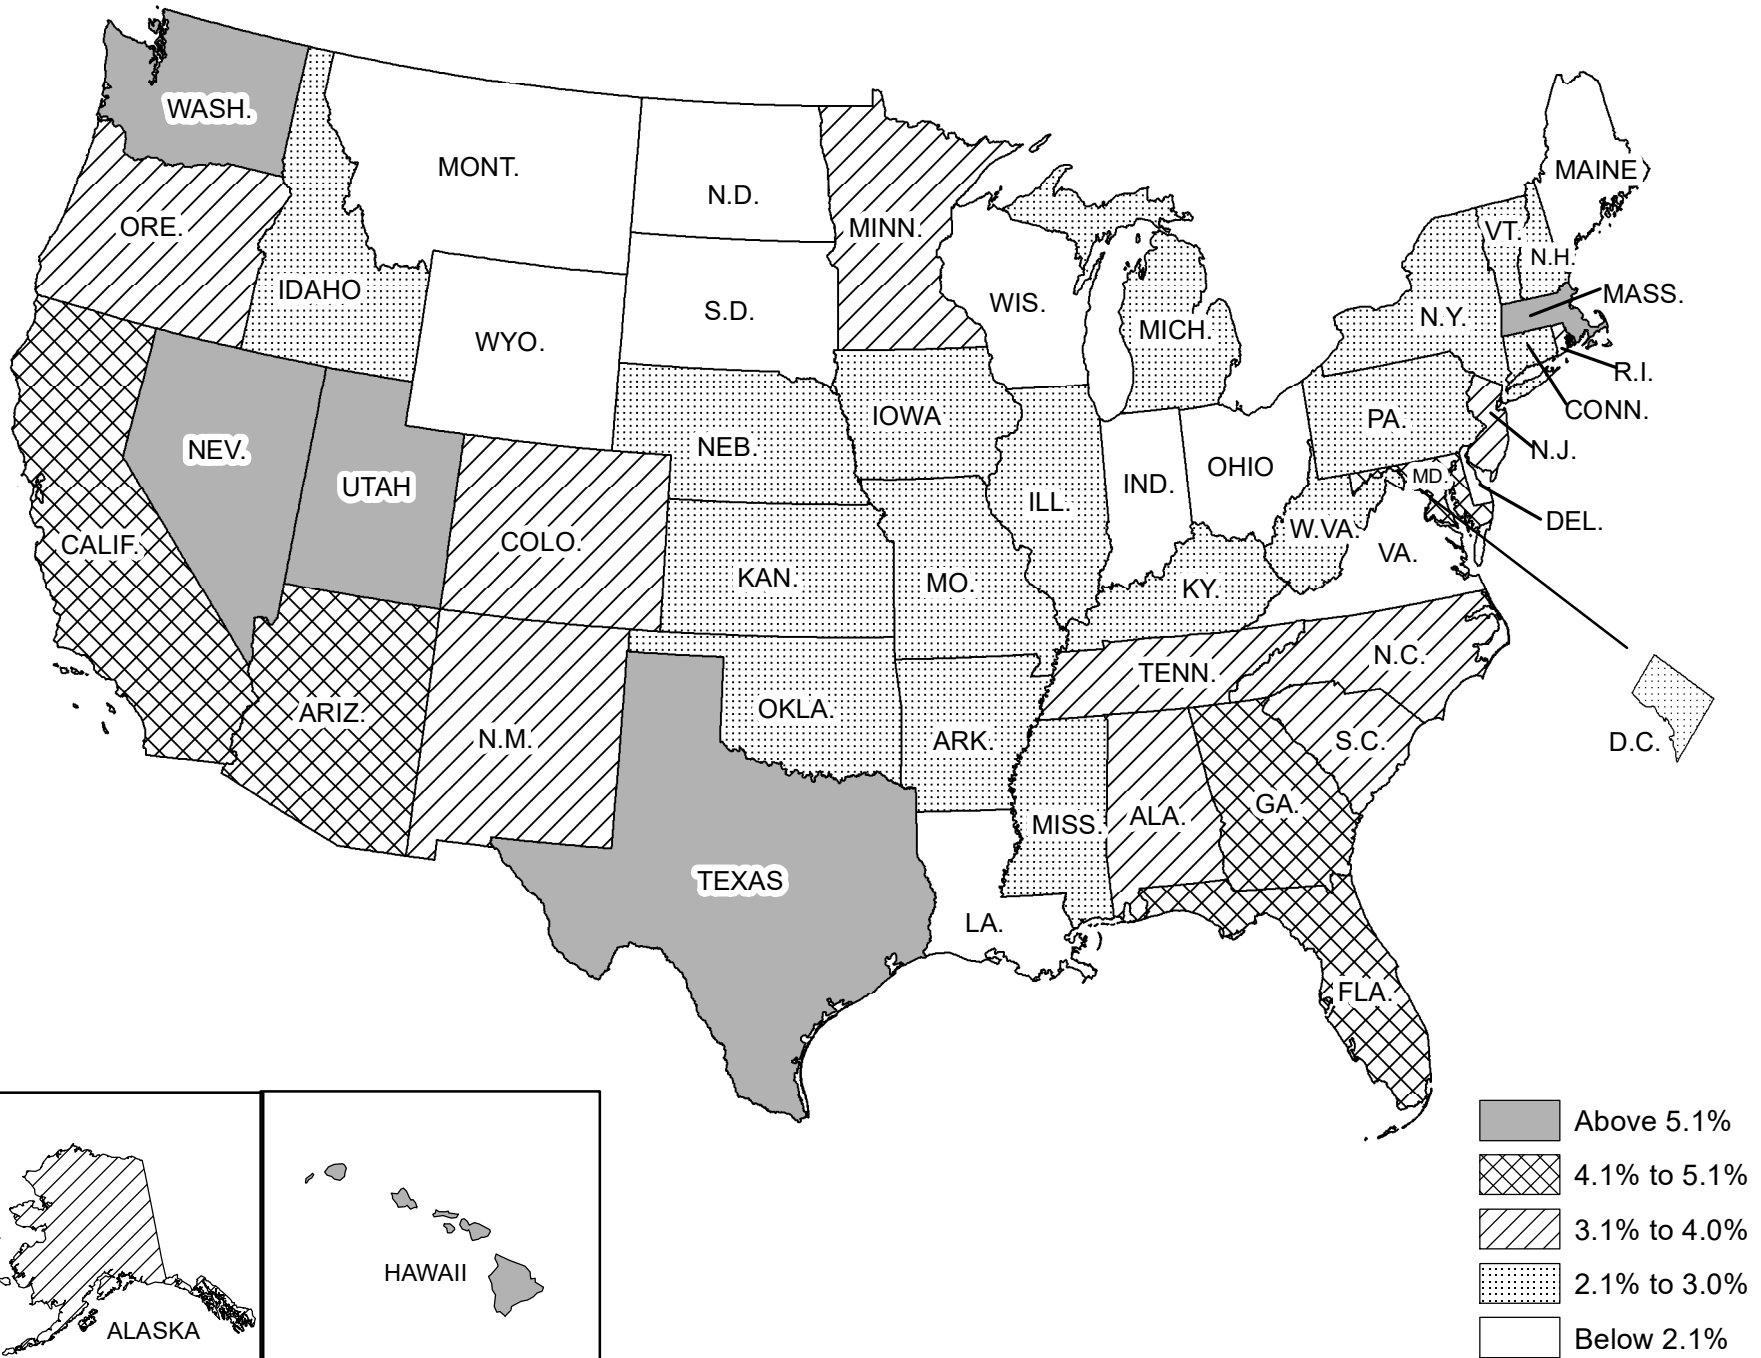 WASH.
MONT.
N.D.
MAINE
ORE.
MINN.
VT.
N.H.
IDAHO
MASS.
S.D.
WIS.
N.Y.
MICH.
WYO.
R.I.
CONN.
IOWA
PA.
NEV.
NEB.
N.J.
OHIO
MD.
UTAH
IND.
ILL.
DEL.
W.VA.
CALIF.
COLO.
VA.
KAN.
MO.
KY.
N.C.
TENN.
ARIZ.
OKLA.
N.M.
ARK.
S.C.
D.C.
GA.
MISS.
ALA.
TEXAS
LA.
FLA.
HAWAII
ALASKA
Above 5.1%
4.1% to 5.1%
3.1% to 4.0%
2.1% to 3.0%
Below 2.1%